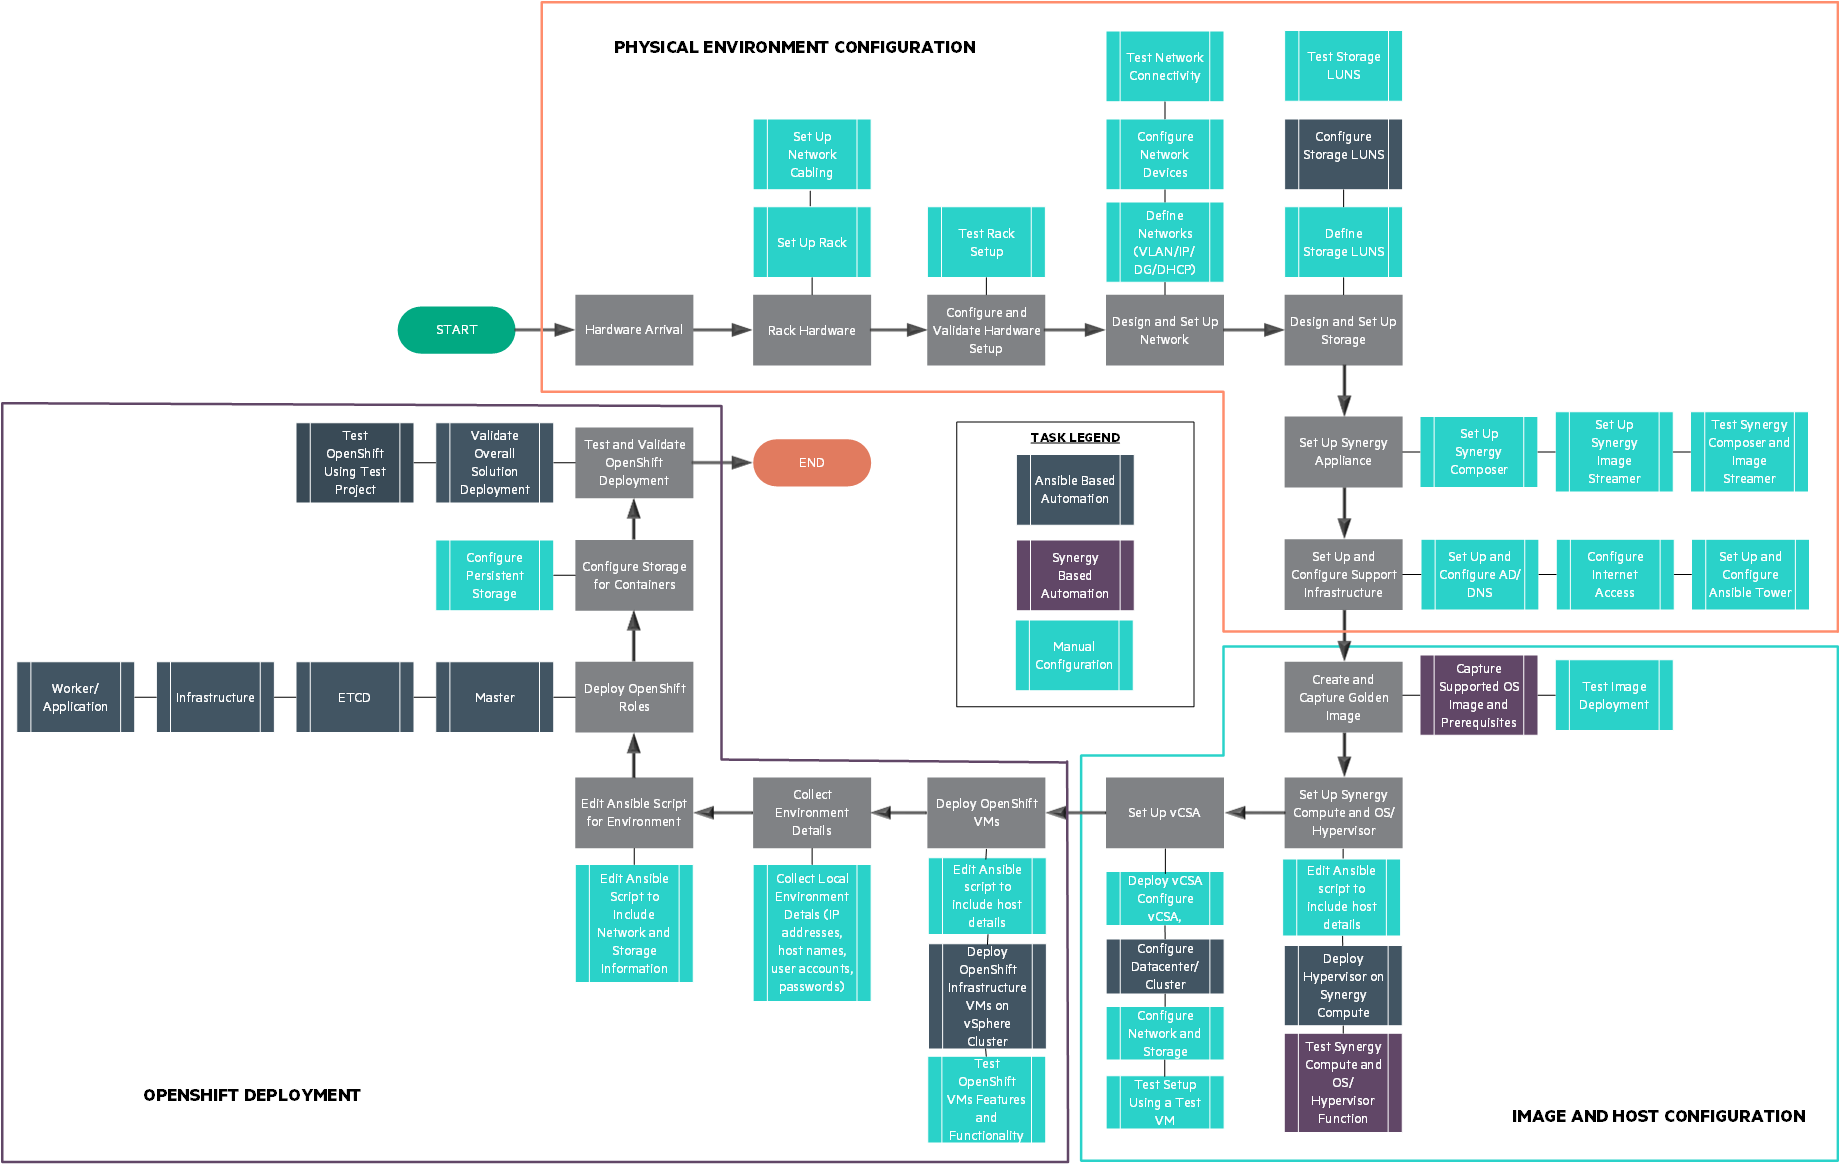 PHYSICAL ENVIRONMENT CONFIGURATION
Test Network
Connectivity
Test Storage
LUNS
Set Up
Network
Cabling
Configure
Network
Devices
Configure
Storage LUNS
Set Up Rack
Test Rack
Setup
Define
Networks
(VLAN/IP/
DG/DHCP)
Define
Storage LUNS
START
Hardware Arrival
Rack Hardware
Configure and
Validate Hardware
Setup
Design and Set Up
Network
Design and Set Up
Storage
Set Up Synergy
Appliance
Set Up
Synergy
Composer
Set Up
Synergy
Image
Streamer
Test Synergy
Composer and
Image
Streamer
Set Up and
Configure Support
Infrastructure
Set Up and
Configure AD/
DNS
Configure
Internet
Access
Set Up and
Configure
Ansible Tower
TASK LEGEND
Ansible Based
Automation
Synergy
Based
Automation
Manual
Configuration
Test
OpenShift
Using Test
Project
Validate
Overall
Solution
Deployment
Test and Validate
OpenShift
Deployment
END
Configure
Persistent
Storage
Configure Storage
for Containers
Worker/
Application
Infrastructure
ETCD
Master
Deploy OpenShift
Roles
Create and
Capture Golden
Image
Capture
Supported OS
Image and
Prerequisites
Test Image
Deployment
Edit Ansible Script
for Environment
Collect
Environment
Details
Deploy OpenShift
VMs
Set Up vCSA
Set Up Synergy
Compute and OS/
Hypervisor
Edit Ansible
Script to
Include
Network and
Storage
Information
Collect Local
Environment
Detals (IP
addresses,
host names,
user accounts,
passwords)
Edit Ansible
script to
include host
details
Deploy
OpenShift
Infrastructure
VMs on
vSphere
Cluster
Test
OpenShift
VMs Features
and
Functionality
Deploy vCSA
Configure
vCSA,
Configure
Datacenter/
Cluster
Configure
Network and
Storage
Test Setup
Using a Test
VM
Edit Ansible
script to
include host
details
Deploy
Hypervisor on
Synergy
Compute
Test Synergy
Compute and
OS/
Hypervisor
Function
OPENSHIFT DEPLOYMENT
IMAGE AND HOST CONFIGURATION